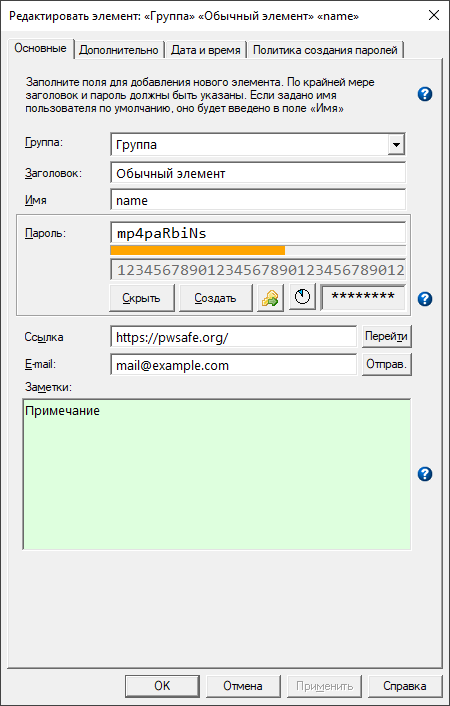 Редактировать элемент: «Группа» «Обычный элемент» «name»
Основные Дополнительно Дата и время Политика создания паролей
Заполните поля для добавления нового элемента. По крайней мере
заголовок и пароль должны быть указаны. Если задано имя
пользователя по умолчанию, оно будет введено в поле «Имя»
Группа: Группа
Заголовок: Обычный элемент
Имя name
Пароль: mp4paRbiNs
12345678901234567890123456789012
Скрыть Создать ********
Ссылка https://pwsafe.org/ Перейти
E-mail: mail@example.com Отправ.
Заметки:
Примечание
OK Отмена Применить Справка